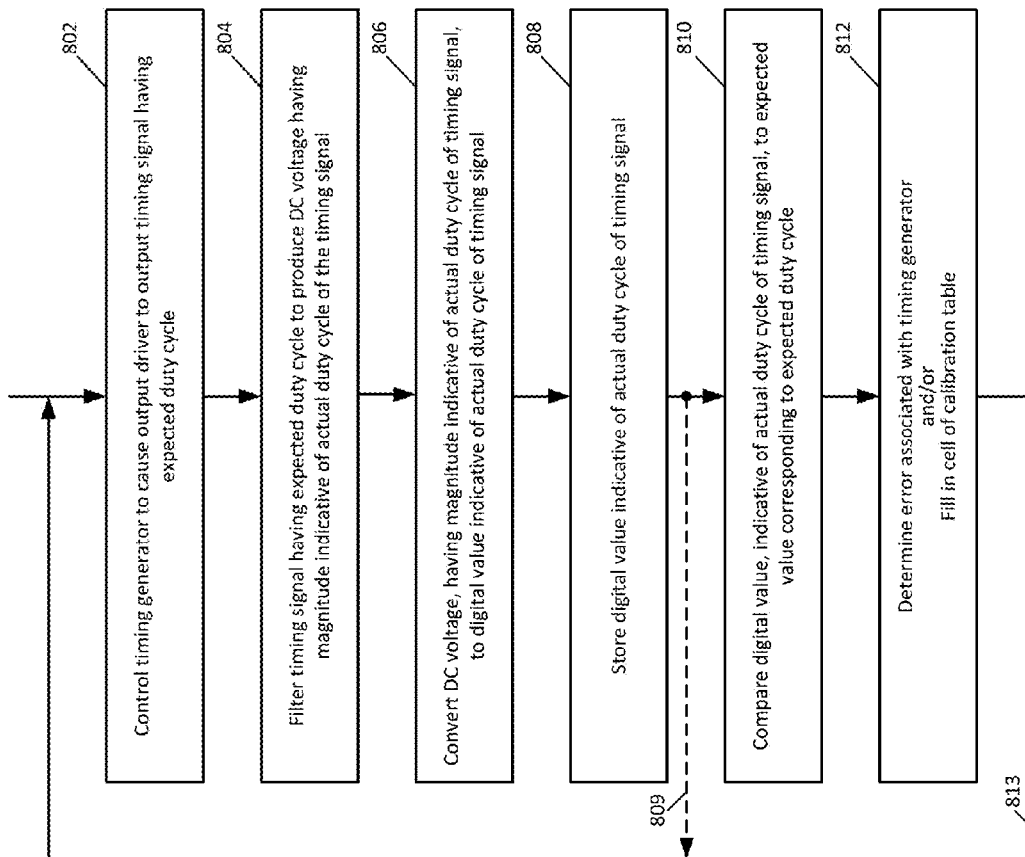 802
Control timing generator to cause output driver to output timing signal having
expected duty cycle
804
Filter timing signal having expected duty cycle to produce DC voltage having
magnitude indicative of actual duty cycle of the timing signal
806
Convert DC voltage, having magnitude indicative of actual duty cycle of timing signal,
to digital value indicative of actual duty cycle of timing signal
808
Store digital value indicative of actual duty cycle of timing signal
809
810
Compare digital value, indicative of actual duty cycle of timing signal, to expected
value corresponding to expected duty cycle
812
Determine error associated with timing generator
and/or
Fill in cell of calibration table
813